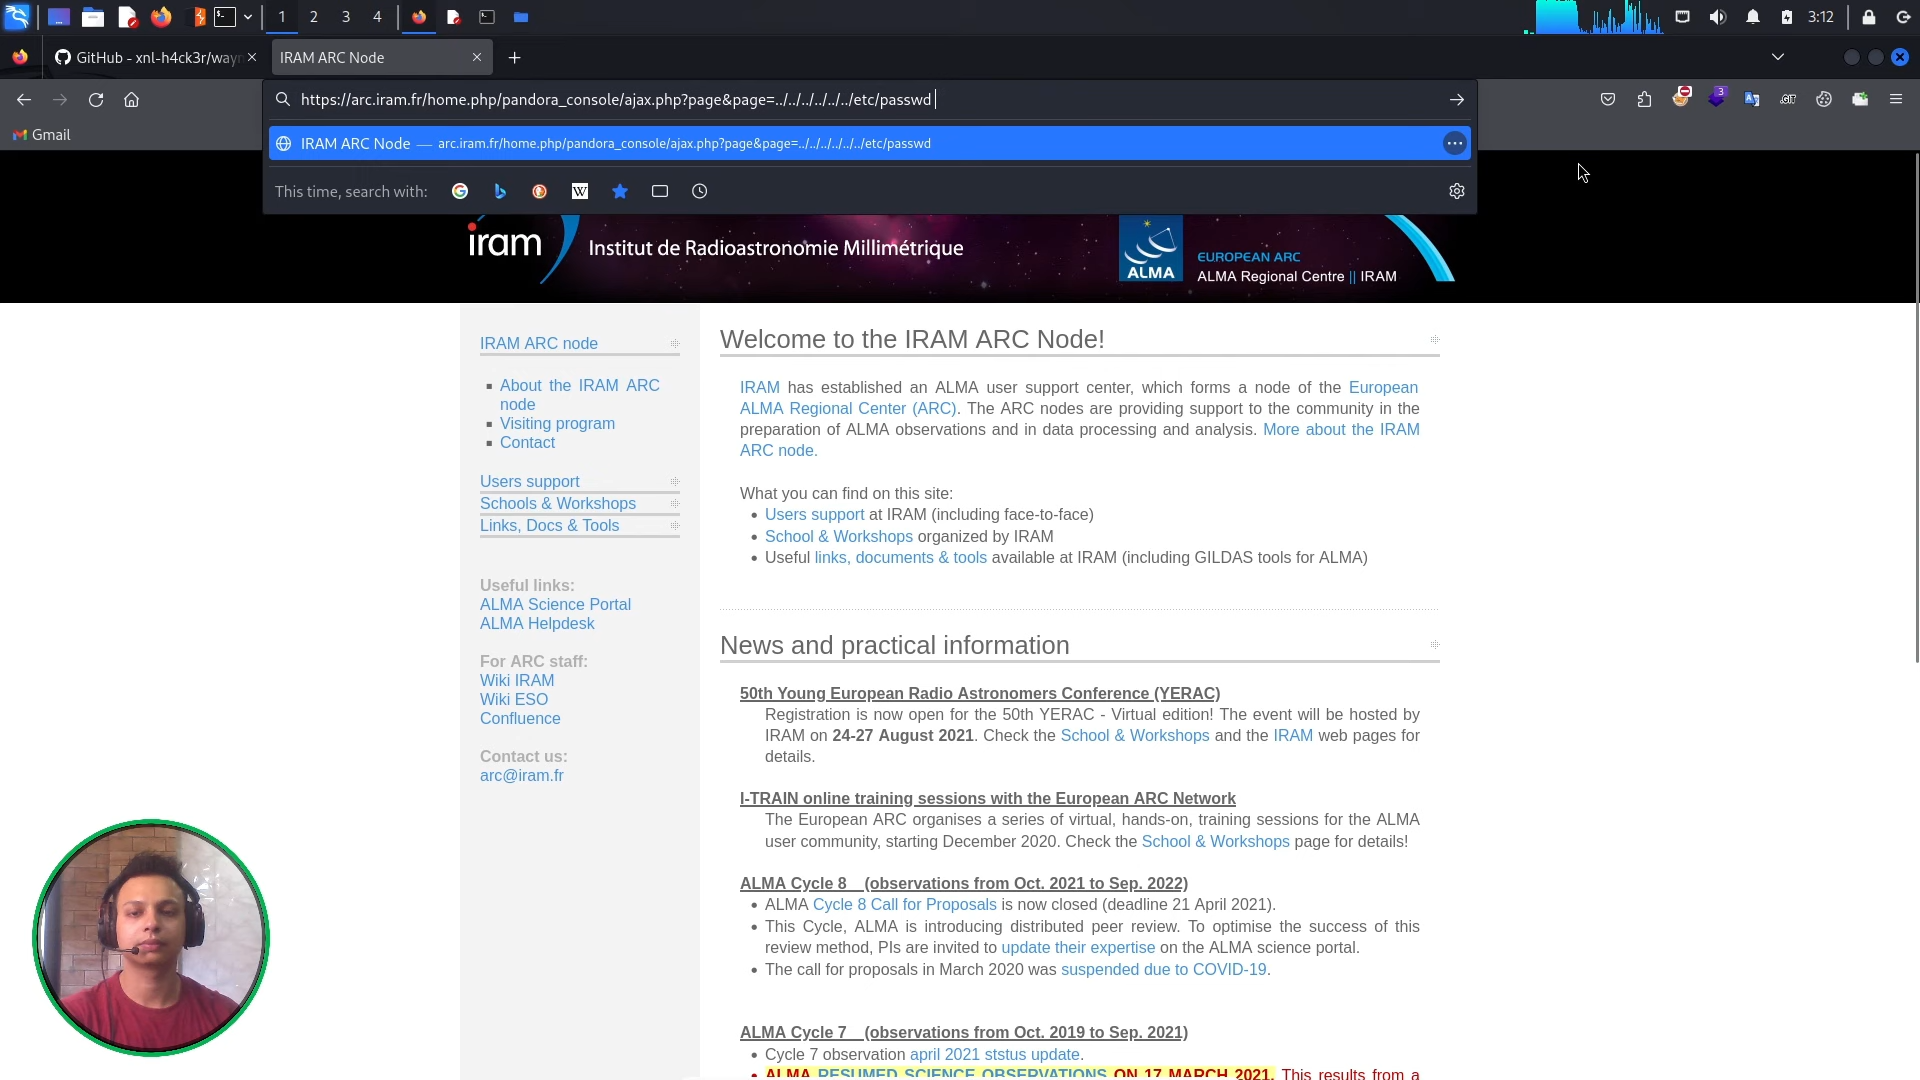 1 2 3 4 3:12
GitHub - xnl-h4ck3r/wayn
IRAM ARC Node
https://arc.iram.fr/home.php/pandora_console/ajax.php?page&page=../../../../../../etc/passwd
3
.GIT
Gmail
IRAM ARC Node — arc.iram.fr/home.php/pandora_console/ajax.php?page&page=../../../../../../etc/passwd
This time, search with:
iram Institut de Radioastronomie Millimétrique
ALMA
EUROPEAN ARC
ALMA Regional Centre || IRAM
IRAM ARC node
About the IRAM ARC
node
Visiting program
Contact
Users support
Schools & Workshops
Links, Docs & Tools
Useful links:
ALMA Science Portal
ALMA Helpdesk
For ARC staff:
Wiki IRAM
Wiki ESO
Confluence
Contact us:
arc@iram.fr
Welcome to the IRAM ARC Node!
IRAM has established an ALMA user support center, which forms a node of the European
ALMA Regional Center (ARC). The ARC nodes are providing support to the community in the
preparation of ALMA observations and in data processing and analysis. More about the IRAM
ARC node.
What you can find on this site:
Users support at IRAM (including face-to-face)
School & Workshops organized by IRAM
Useful links, documents & tools available at IRAM (including GILDAS tools for ALMA)
News and practical information
50th Young European Radio Astronomers Conference (YERAC)
Registration is now open for the 50th YERAC - Virtual edition! The event will be hosted by
IRAM on 24-27 August 2021. Check the School & Workshops and the IRAM web pages for
details.
I-TRAIN online training sessions with the European ARC Network
The European ARC organises a series of virtual, hands-on, training sessions for the ALMA
user community, starting December 2020. Check the School & Workshops page for details!
ALMA Cycle 8 (observations from Oct. 2021 to Sep. 2022)
ALMA Cycle 8 Call for Proposals is now closed (deadline 21 April 2021).
This Cycle, ALMA is introducing distributed peer review. To optimise the success of this
review method, PIs are invited to update their expertise on the ALMA science portal.
The call for proposals in March 2020 was suspended due to COVID-19.
ALMA Cycle 7 (observations from Oct. 2019 to Sep. 2021)
Cycle 7 observation april 2021 ststus update.
ALMA RESUMED SCIENCE OBSERVATIONS ON 17 MARCH 2021. This results from a